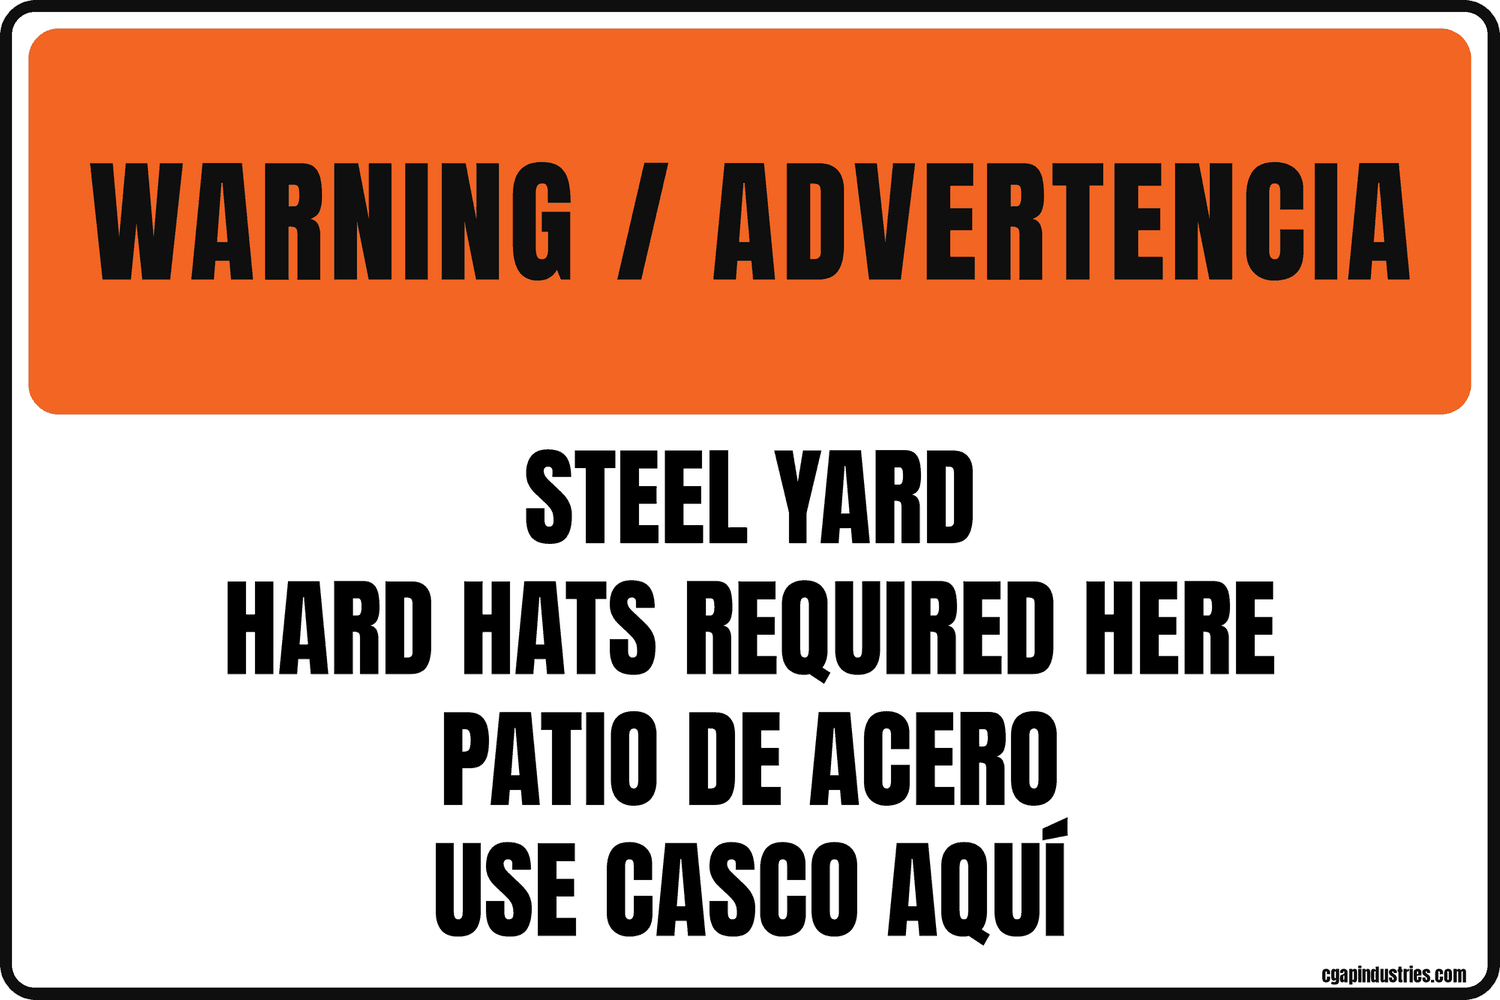 WARNING / ADVERTENCIA
STEEL YARD
HARD HATS REQUIRED HERE
PATIO DE ACERO
USE CASCO AQUÍ
cgapindustries.com